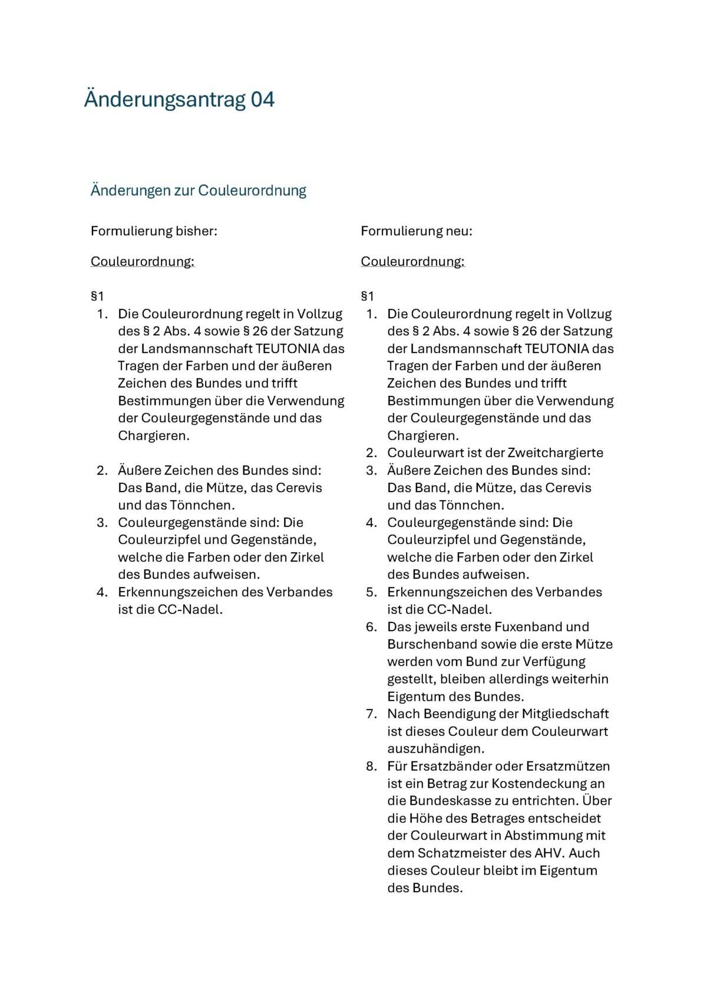 Änderungsantrag 04
Änderungen zur Couleurordnung
Formulierung bisher:
Couleurordnung:
§1
1. Die Couleurordnung regelt in Vollzug
des § 2 Abs. 4 sowie § 26 der Satzung
der Landsmannschaft TEUTONIA das
Tragen der Farben und der äußeren
Zeichen des Bundes und trifft
Bestimmungen über die Verwendung
der Couleurgegenstände und das
Chargieren.
2. Äußere Zeichen des Bundes sind:
Das Band, die Mütze, das Cerevis
und das Tönnchen.
3. Couleurgegenstände sind: Die
Couleurzipfel und Gegenstände,
welche die Farben oder den Zirkel
des Bundes aufweisen.
4. Erkennungszeichen des Verbandes
ist die CC-Nadel.
Formulierung neu:
Couleurordnung:
§1
1. Die Couleurordnung regelt in Vollzug
des § 2 Abs. 4 sowie § 26 der Satzung
der Landsmannschaft TEUTONIA das
Tragen der Farben und der äußeren
Zeichen des Bundes und trifft
Bestimmungen über die Verwendung
der Couleurgegenstände und das
Chargieren.
2. Couleurwart ist der Zweitchargierte
3. Äußere Zeichen des Bundes sind:
Das Band, die Mütze, das Cerevis
und das Tönnchen.
4. Couleurgegenstände sind: Die
Couleurzipfel und Gegenstände,
welche die Farben oder den Zirkel
des Bundes aufweisen.
5. Erkennungszeichen des Verbandes
ist die CC-Nadel.
6. Das jeweils erste Fuxenband und
Burschenband sowie die erste Mütze
werden vom Bund zur Verfügung
gestellt, bleiben allerdings weiterhin
Eigentum des Bundes.
7. Nach Beendigung der Mitgliedschaft
ist dieses Couleur dem Couleurwart
auszuhändigen.
8. Für Ersatzbänder oder Ersatzmützen
ist ein Betrag zur Kostendeckung an
die Bundeskasse zu entrichten. Über
die Höhe des Betrages entscheidet
der Couleurwart in Abstimmung mit
dem Schatzmeister des AHV. Auch
dieses Couleur bleibt im Eigentum
des Bundes.